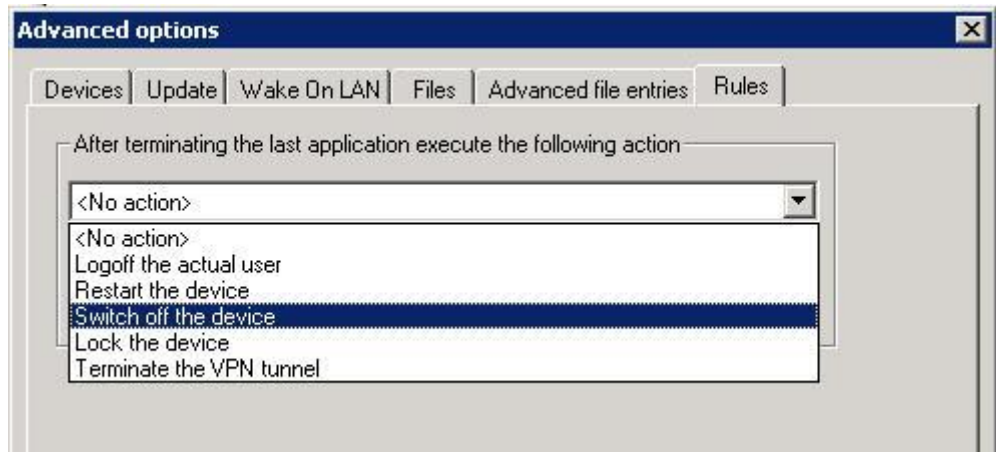 Advanced options
Devices Update Wake On LAN Files Advanced file entries Rules
After terminating the last application execute the following action
<No action>
<No action>
Logoff the actual user
Restart the device
Switch off the device
Lock the device
Terminate the VPN tunnel